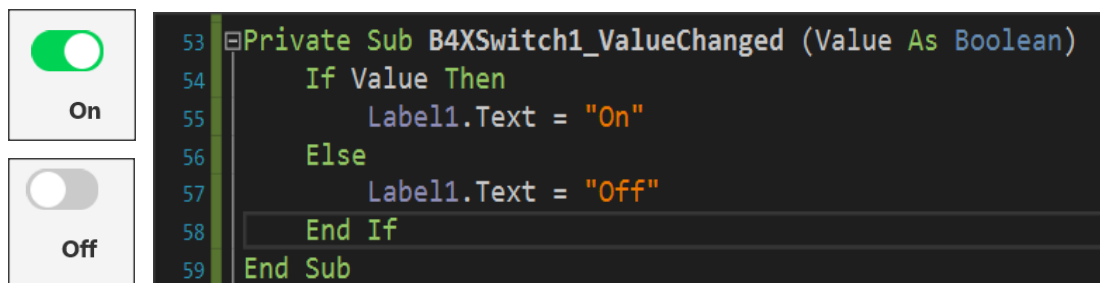 On
Off
53 Private Sub B4XSwitch1_ValueChanged (Value As Boolean)
54     If Value Then
55         Label1.Text = "On"
56     Else
57         Label1.Text = "Off"
58     End If
59 End Sub